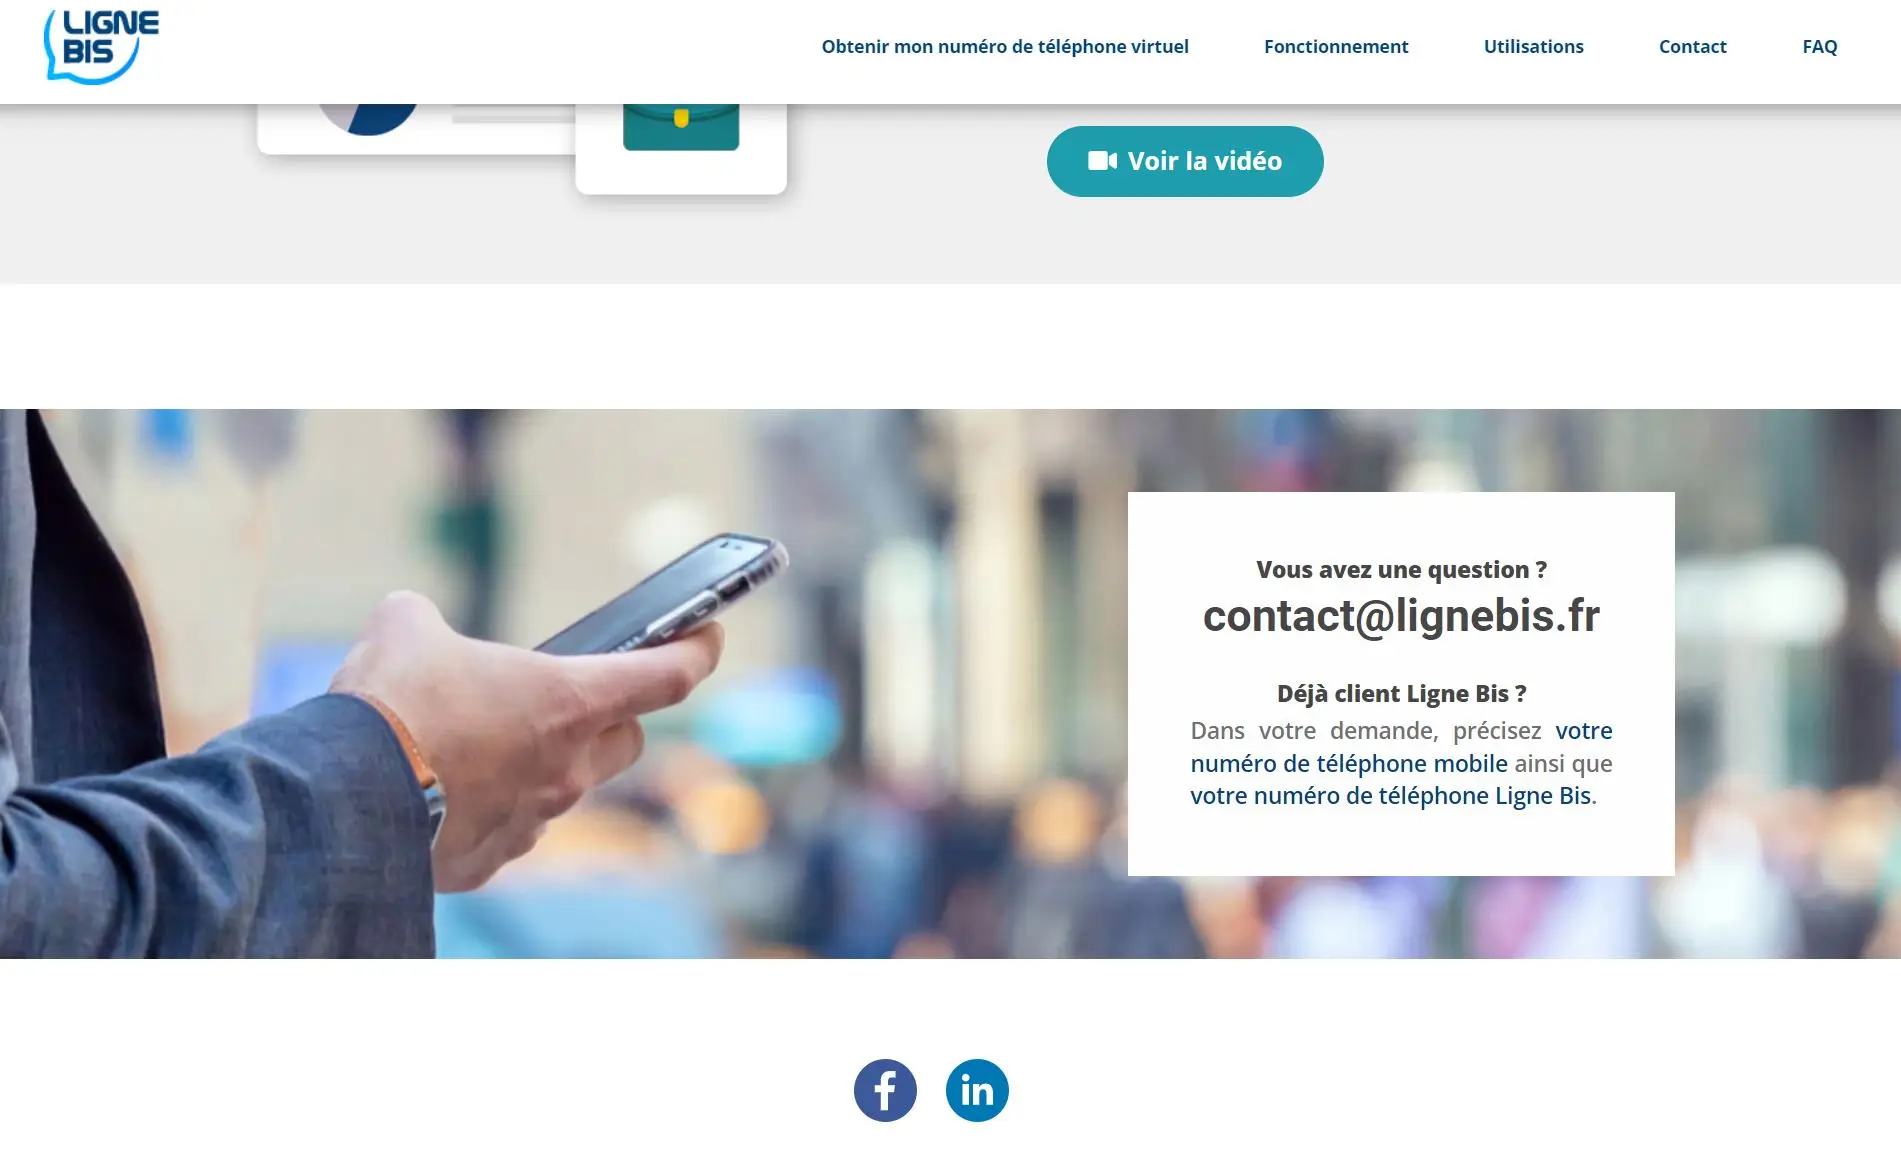 LIGNE
BIS
Obtenir mon numéro de téléphone virtuel
Fonctionnement
Utilisations
Contact
FAQ
Voir la vidéo
Vous avez une question ?
contact@lignebis.fr
Déjà client Ligne Bis ?
Dans votre demande, précisez votre
numéro de téléphone mobile ainsi que
votre numéro de téléphone Ligne Bis.
f
in